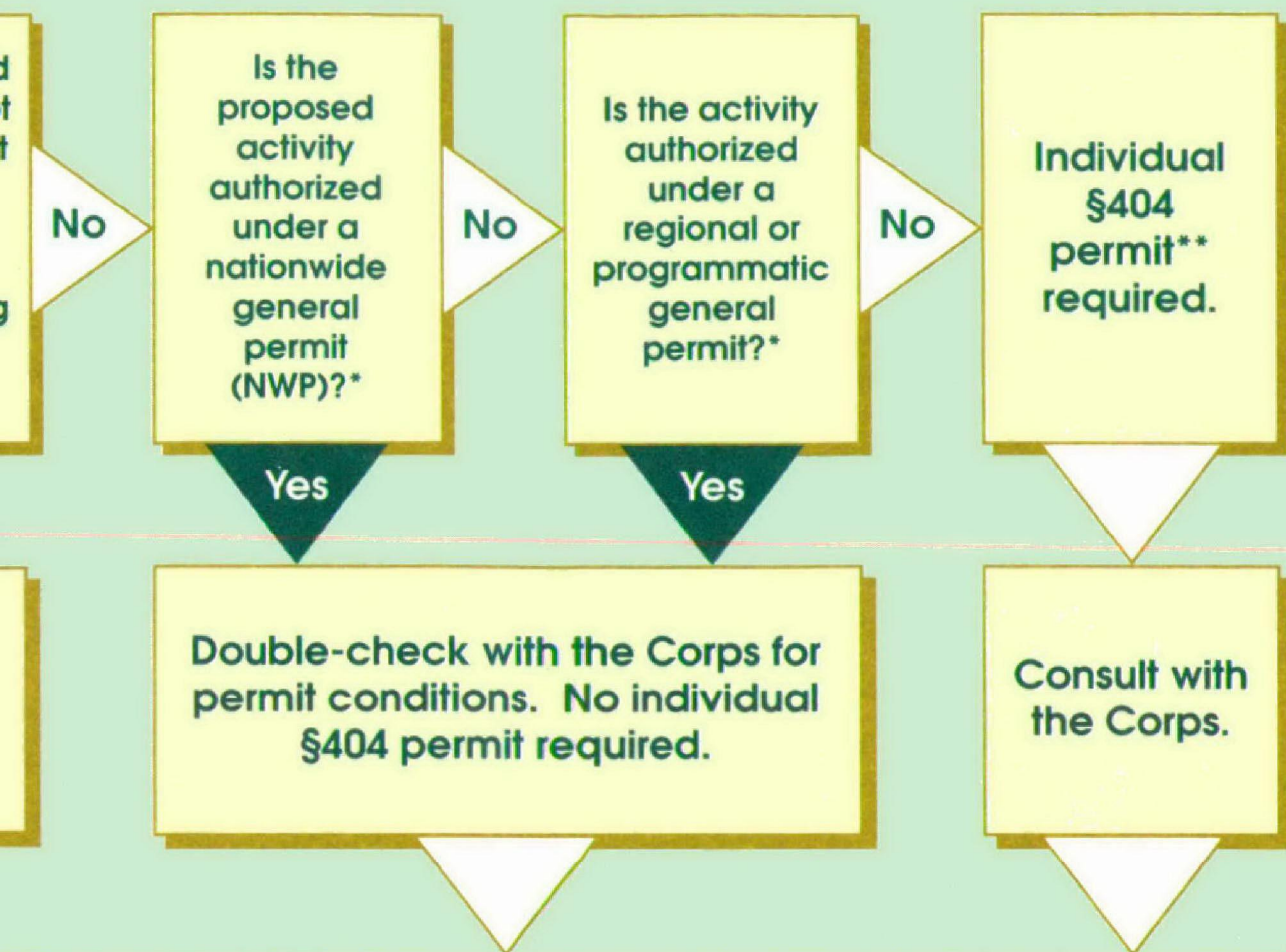 No
Is the
proposed
activity
authorized
under a
nationwide
general
permit
(NWP)?*
No
Is the activity
authorized
under a
regional or
programmatic
general
permit?*
No
Individual
§404
permit**
required.
Yes
Yes
Double-check with the Corps for
permit conditions.  No individual
§404 permit required.
Consult with
the Corps.